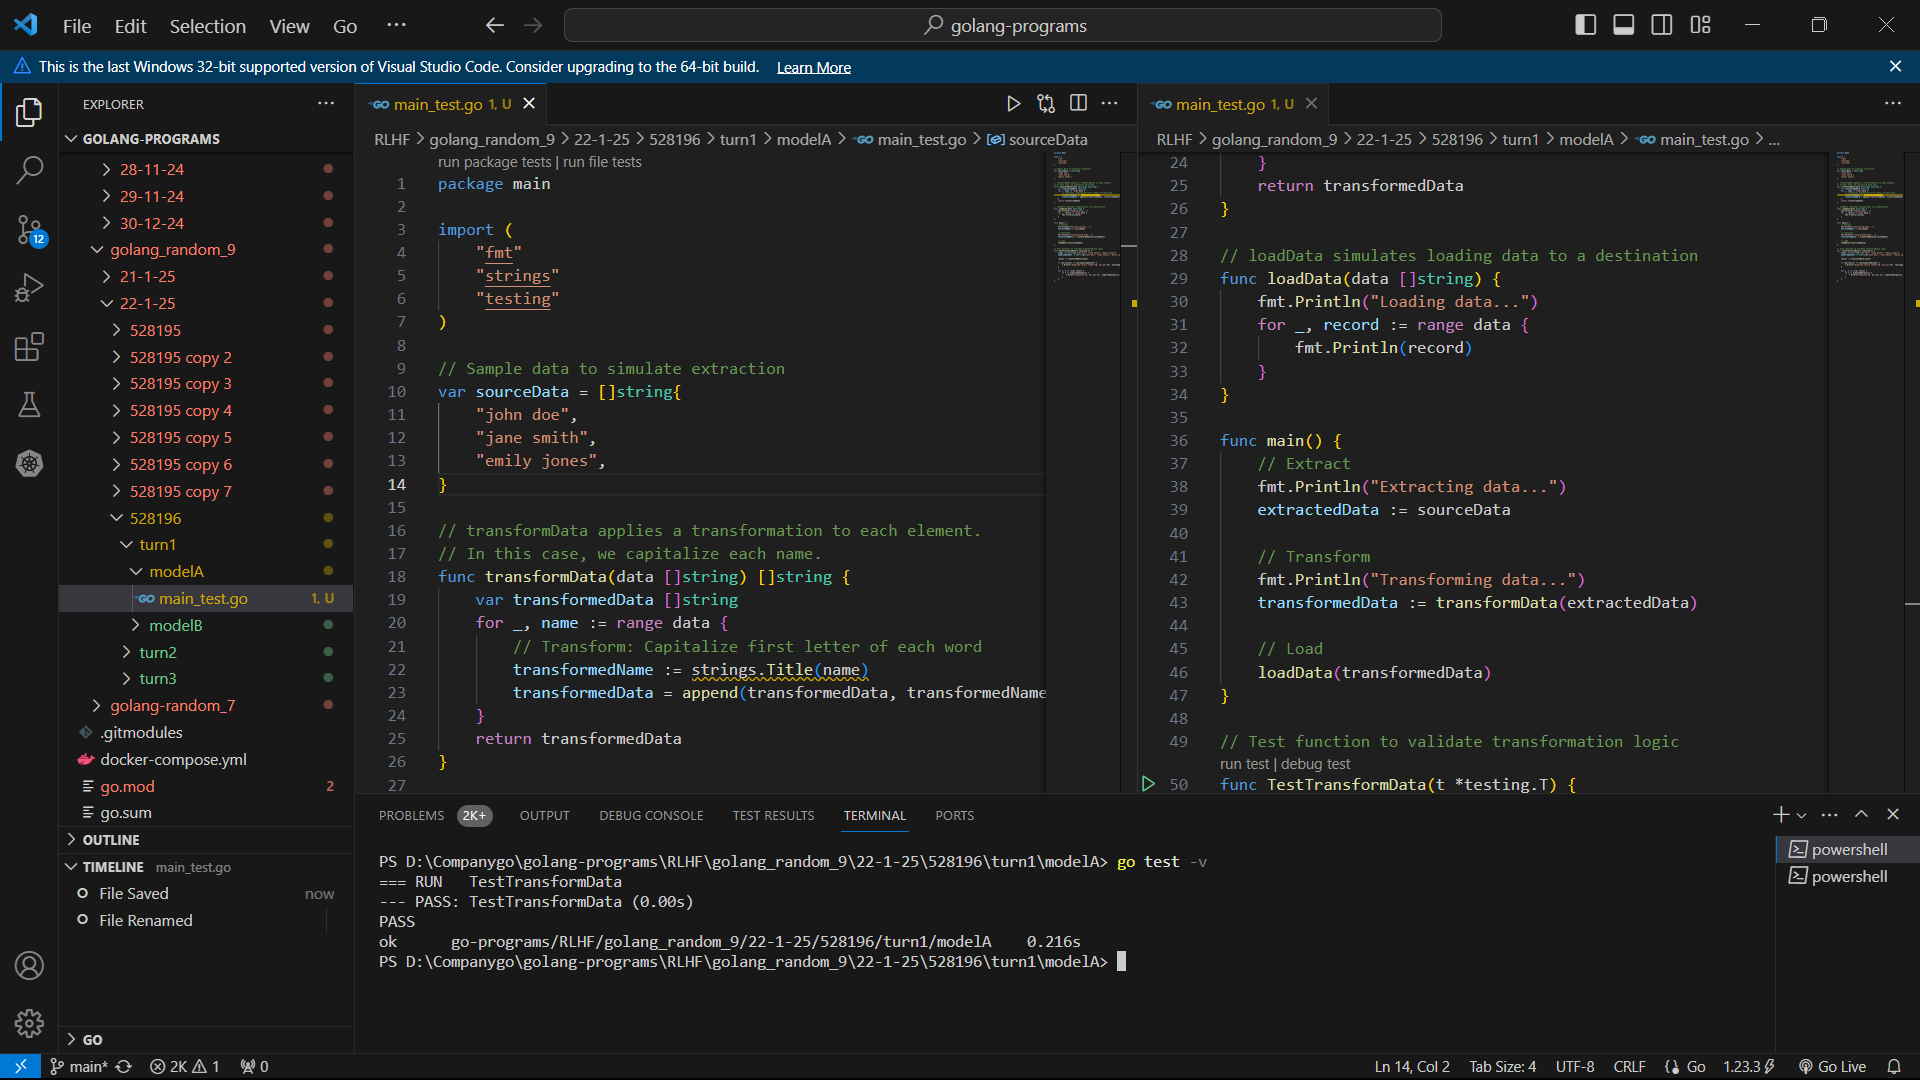 File Edit Selection View Go ··· golang-programs
This is the last Windows 32-bit supported version of Visual Studio Code. Consider upgrading to the 64-bit build. Learn More
EXPLORER ···
GOLANG-PROGRAMS
28-11-24
29-11-24
30-12-24
golang_random_9
21-1-25
22-1-25
528195
528195 copy 2
528195 copy 3
528195 copy 4
528195 copy 5
528195 copy 6
528195 copy 7
528196
turn1
modelA
GO main_test.go 1, U
modelB
turn2
turn3
golang-random_7
.gitmodules
docker-compose.yml
go.mod 2
go.sum
OUTLINE
TIMELINE main_test.go
File Saved now
File Renamed
GO
12
GO main_test.go 1, U
RLHF > golang_random_9 > 22-1-25 > 528196 > turn1 > modelA > GO main_test.go > sourceData
run package tests | run file tests
1 package main
2
3 import (
4 "fmt"
5 "strings"
6 "testing"
7 )
8
9 // Sample data to simulate extraction
10 var sourceData = []string{
11 "john doe",
12 "jane smith",
13 "emily jones",
14 }
15
16 // transformData applies a transformation to each element.
17 // In this case, we capitalize each name.
18 func transformData(data []string) []string {
19 var transformedData []string
20 for _, name := range data {
21 // Transform: Capitalize first letter of each word
22 transformedName := strings.Title(name)
23 transformedData = append(transformedData, transformedName
24 }
25 return transformedData
26 }
27
GO main_test.go 1, U
RLHF > golang_random_9 > 22-1-25 > 528196 > turn1 > modelA > GO main_test.go > ...
24 }
25 return transformedData
26 }
27
28 // loadData simulates loading data to a destination
29 func loadData(data []string) {
30 fmt.Println("Loading data...")
31 for _, record := range data {
32 fmt.Println(record)
33 }
34 }
35
36 func main() {
37 // Extract
38 fmt.Println("Extracting data...")
39 extractedData := sourceData
40
41 // Transform
42 fmt.Println("Transforming data...")
43 transformedData := transformData(extractedData)
44
45 // Load
46 loadData(transformedData)
47 }
48
49 // Test function to validate transformation logic
run test | debug test
50 func TestTransformData(t *testing.T) {
PROBLEMS 2K+ OUTPUT DEBUG CONSOLE TEST RESULTS TERMINAL PORTS
PS D:\Companygo\golang-programs\RLHF\golang_random_9\22-1-25\528196\turn1\modelA> go test -v
=== RUN TestTransformData
--- PASS: TestTransformData (0.00s)
PASS
ok go-programs/RLHF/golang_random_9/22-1-25/528196/turn1/modelA 0.216s
PS D:\Companygo\golang-programs\RLHF\golang_random_9\22-1-25\528196\turn1\modelA>
powershell
powershell
main* 2K 1 0 Ln 14, Col 2 Tab Size: 4 UTF-8 CRLF Go 1.23.3 Go Live